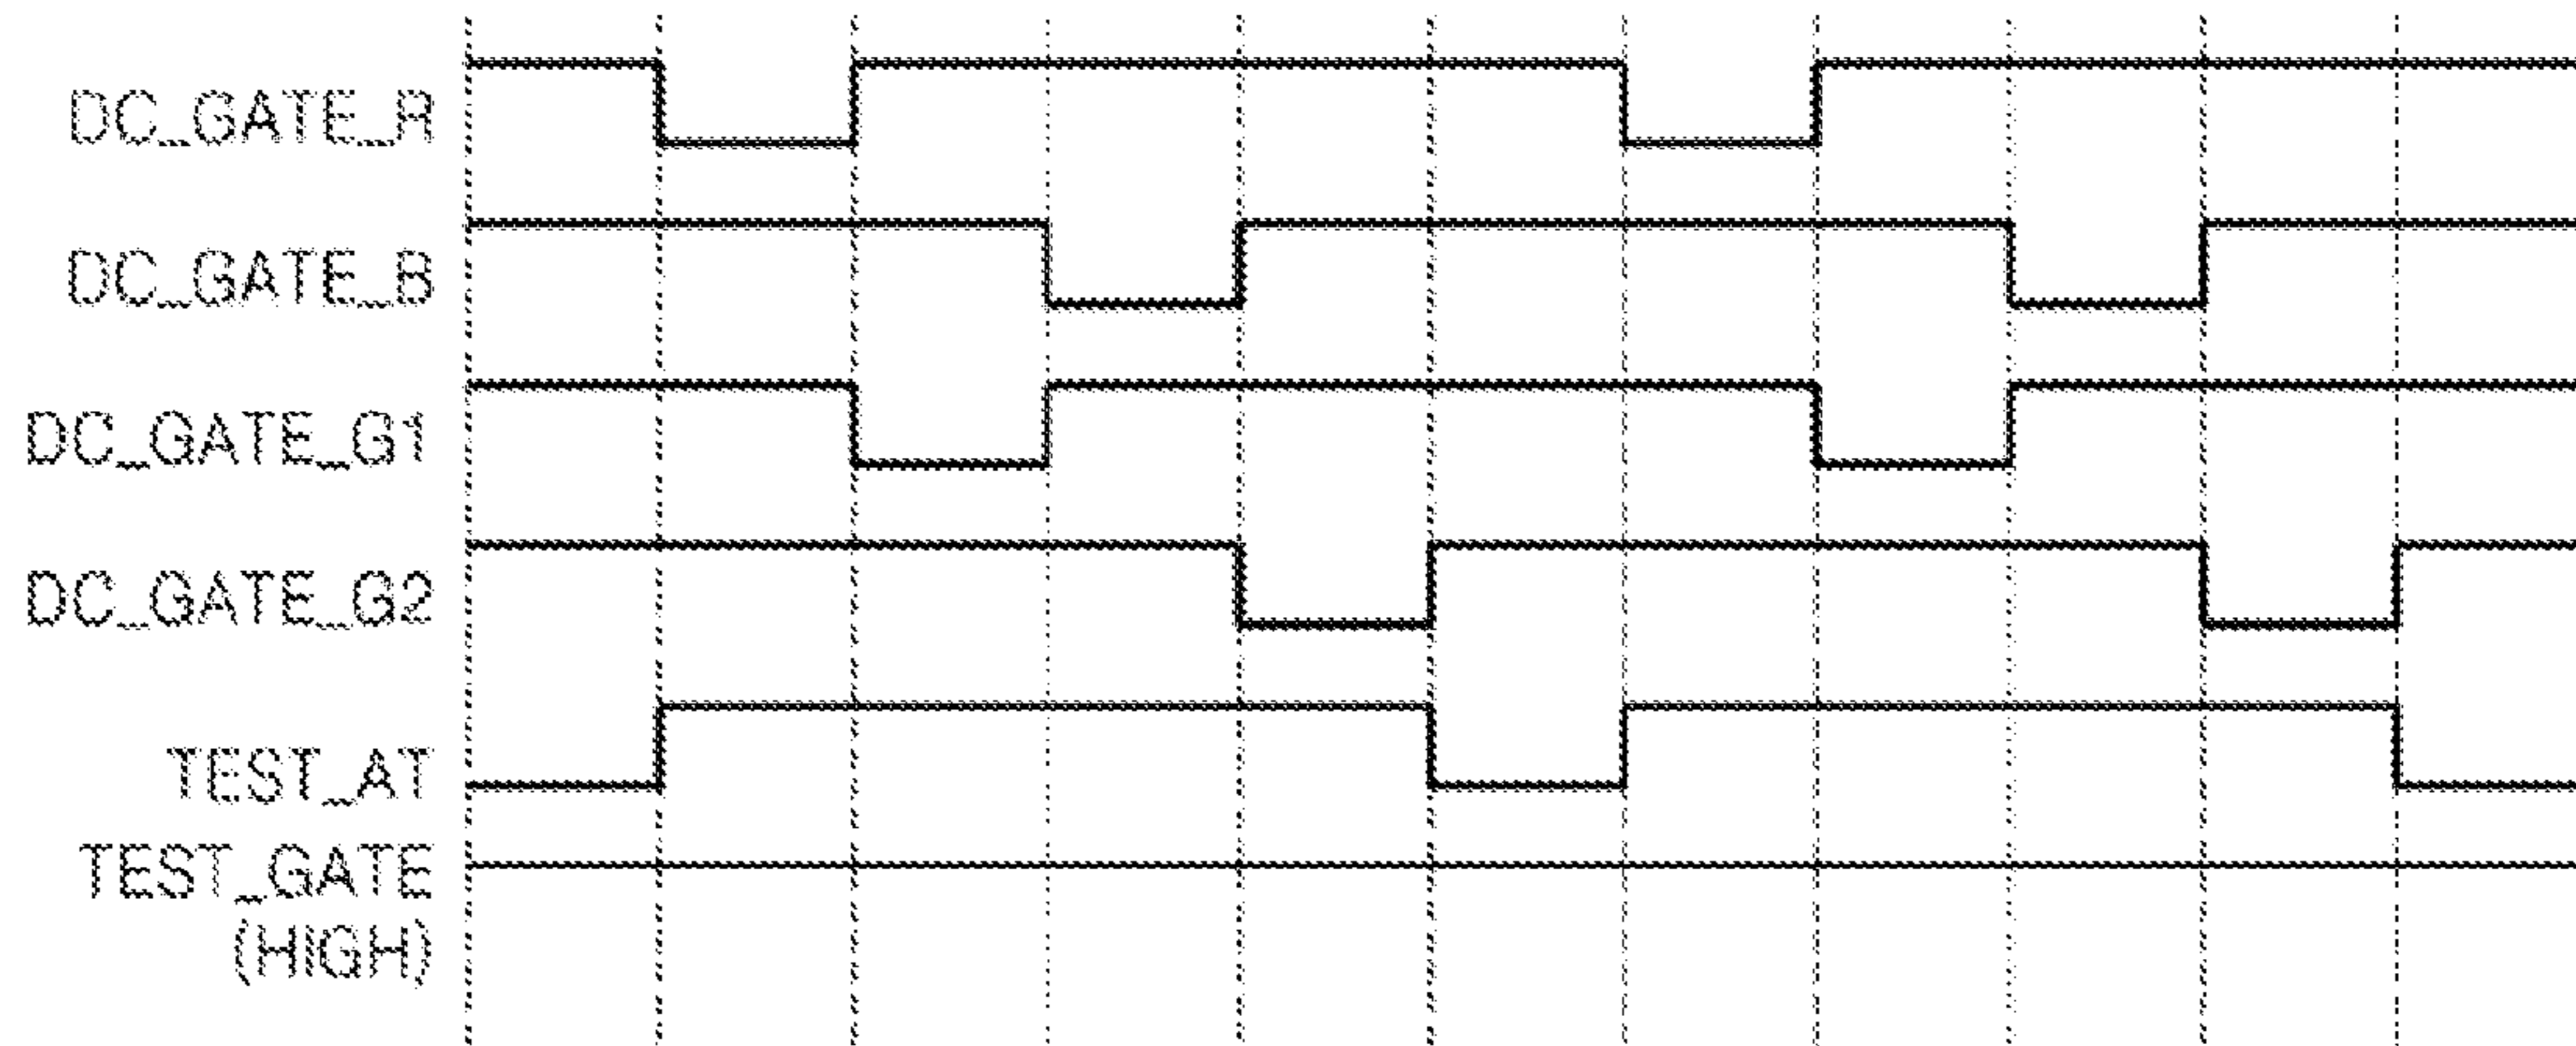 DC_GATE_R
DC_GATE_B
DC_GATE_G1
DC_GATE_G2
TEST_AT
TEST_GATE
(HIGH)